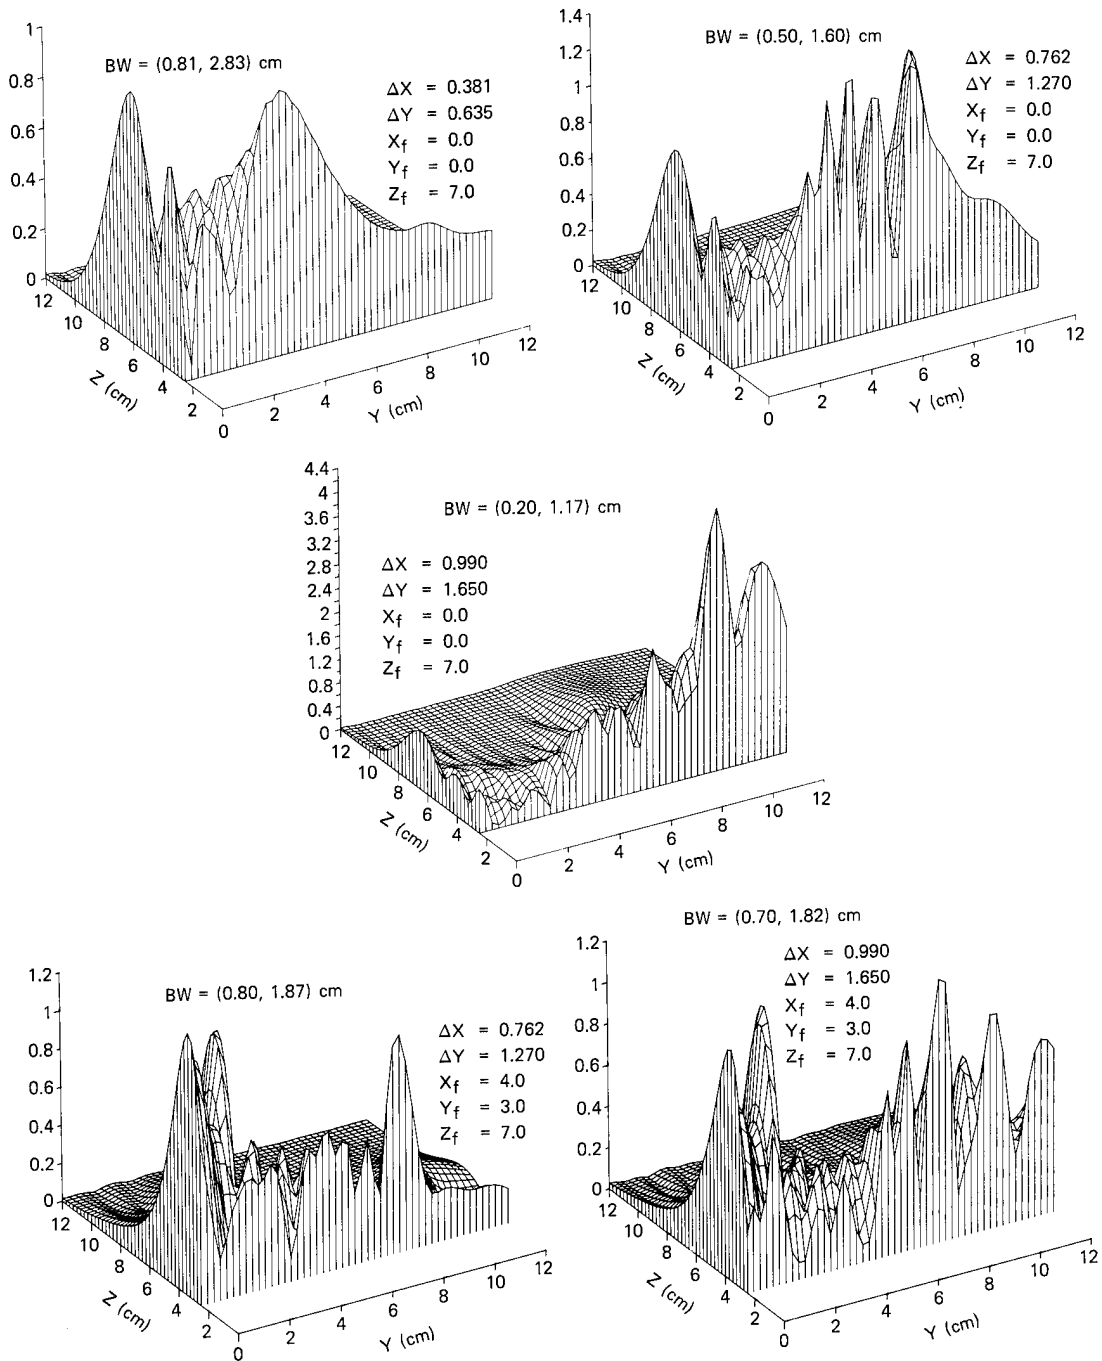 BW = (0.81, 2.83) cm
ΔX = 0.381
ΔY = 0.635
Xf = 0.0
Yf = 0.0
Zf = 7.0
1
0.8
0.6
0.4
0.2
0
12
10
8
6
4
2
0
Z (cm)
2
4
6
8
10
12
Y (cm)
BW = (0.50, 1.60) cm
ΔX = 0.762
ΔY = 1.270
Xf = 0.0
Yf = 0.0
Zf = 7.0
1.4
1.2
1
0.8
0.6
0.4
0.2
0
12
10
8
6
4
2
0
Z (cm)
2
4
6
8
10
12
Y (cm)
BW = (0.20, 1.17) cm
ΔX = 0.990
ΔY = 1.650
Xf = 0.0
Yf = 0.0
Zf = 7.0
4.4
4
3.6
3.2
2.8
2.4
2
1.6
1.2
0.8
0.4
0
12
10
8
6
4
2
0
Z (cm)
2
4
6
8
10
12
Y (cm)
BW = (0.80, 1.87) cm
ΔX = 0.762
ΔY = 1.270
Xf = 4.0
Yf = 3.0
Zf = 7.0
1.2
1
0.8
0.6
0.4
0.2
0
12
10
8
6
4
2
0
Z (cm)
2
4
6
8
10
12
Y (cm)
BW = (0.70, 1.82) cm
ΔX = 0.990
ΔY = 1.650
Xf = 4.0
Yf = 3.0
Zf = 7.0
1.2
1
0.8
0.6
0.4
0.2
0
12
10
8
6
4
2
0
Z (cm)
2
4
6
8
10
12
Y (cm)